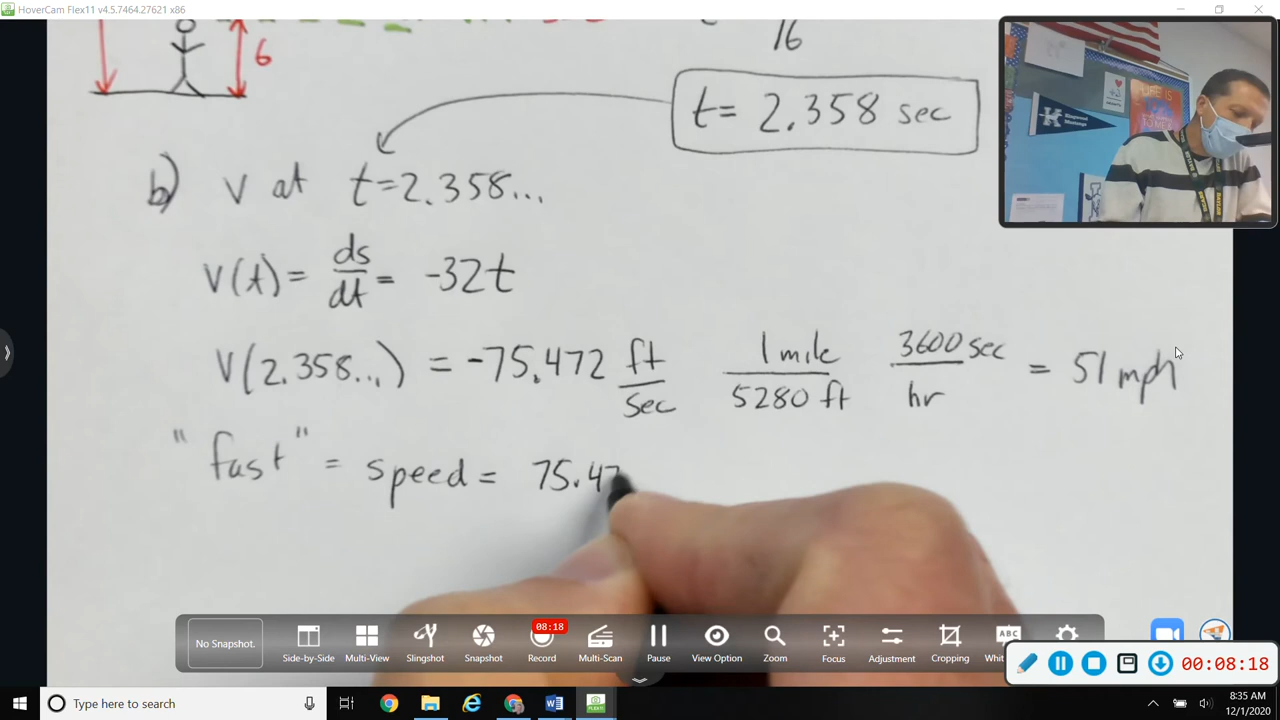 HoverCam Flex11 v4.5.7464.27621 x86
6
16
t= 2.358 sec
b) v at t=2.358...
v(t)= ds/dt = -32t
v(2.358...) = -75.472 ft/sec 1 mile/5280 ft 3600 sec/hr = 51 mph
"fast" = speed = 75.47
No Snapshot.
Side-by-Side
Multi-View
Slingshot
Snapshot
08:18
Record
Multi-Scan
Pause
View Option
Zoom
Focus
Adjustment
Cropping
ABC
Whit
00:08:18
Type here to search
8:35 AM
12/1/2020